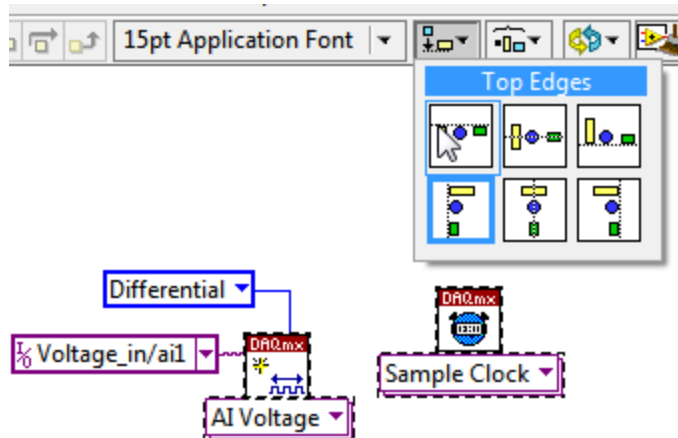 15pt Application Font
Top Edges
Differential
DAQmx
Voltage_in/ai1
DAQmx
Sample Clock
AI Voltage